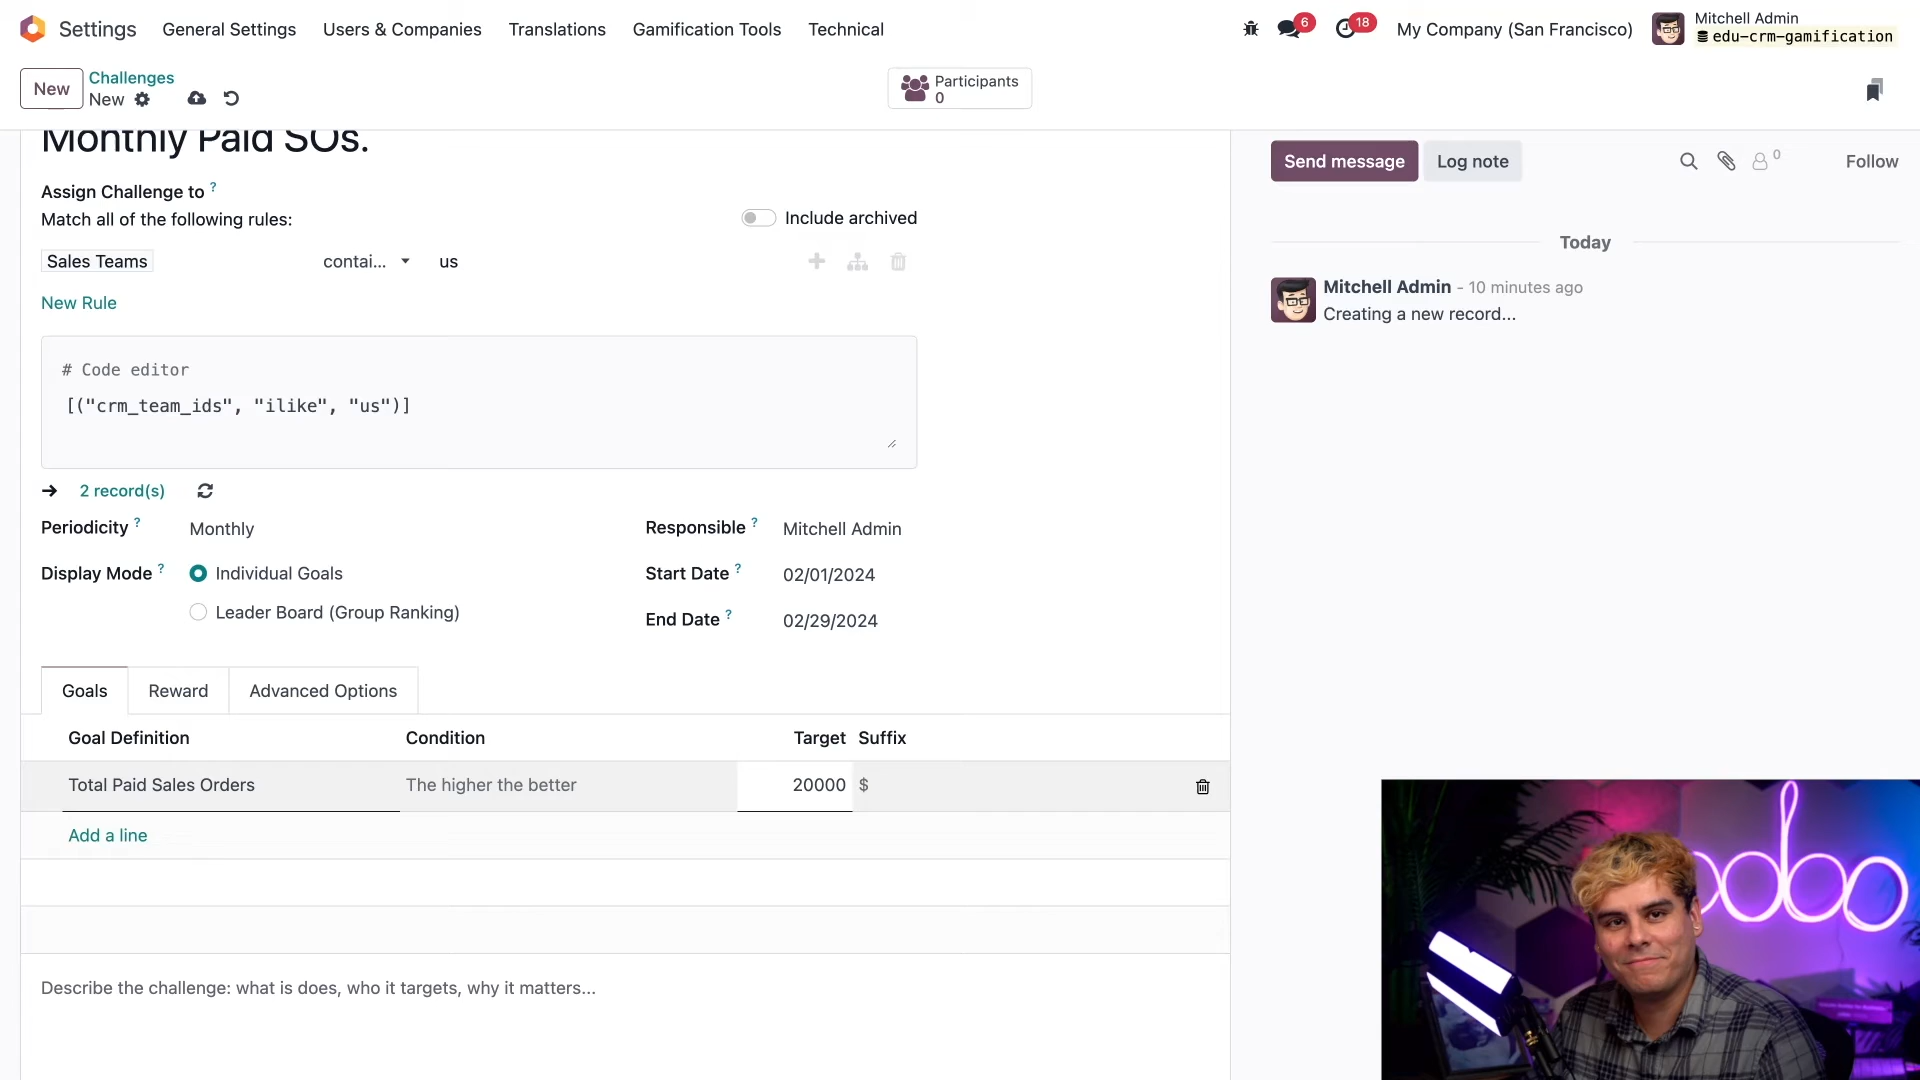 Settings General Settings Users & Companies Translations Gamification Tools Technical 6 18 My Company (San Francisco) Mitchell Admin
edu-crm-gamification
New Challenges
New
Participants
0
Monthly Paid SOs.
Send message Log note 0 Follow
Assign Challenge to ?
Match all of the following rules:
Include archived
Sales Teams contai... us
New Rule
Today
Mitchell Admin - 10 minutes ago
Creating a new record...
# Code editor
[("crm_team_ids", "ilike", "us")]
2 record(s)
Periodicity ? Monthly Responsible ? Mitchell Admin
Display Mode ? Individual Goals Start Date ? 02/01/2024
Leader Board (Group Ranking) End Date ? 02/29/2024
Goals Reward Advanced Options
Goal Definition Condition Target Suffix
Total Paid Sales Orders The higher the better 20000 $
Add a line
Describe the challenge: what is does, who it targets, why it matters...
odoo